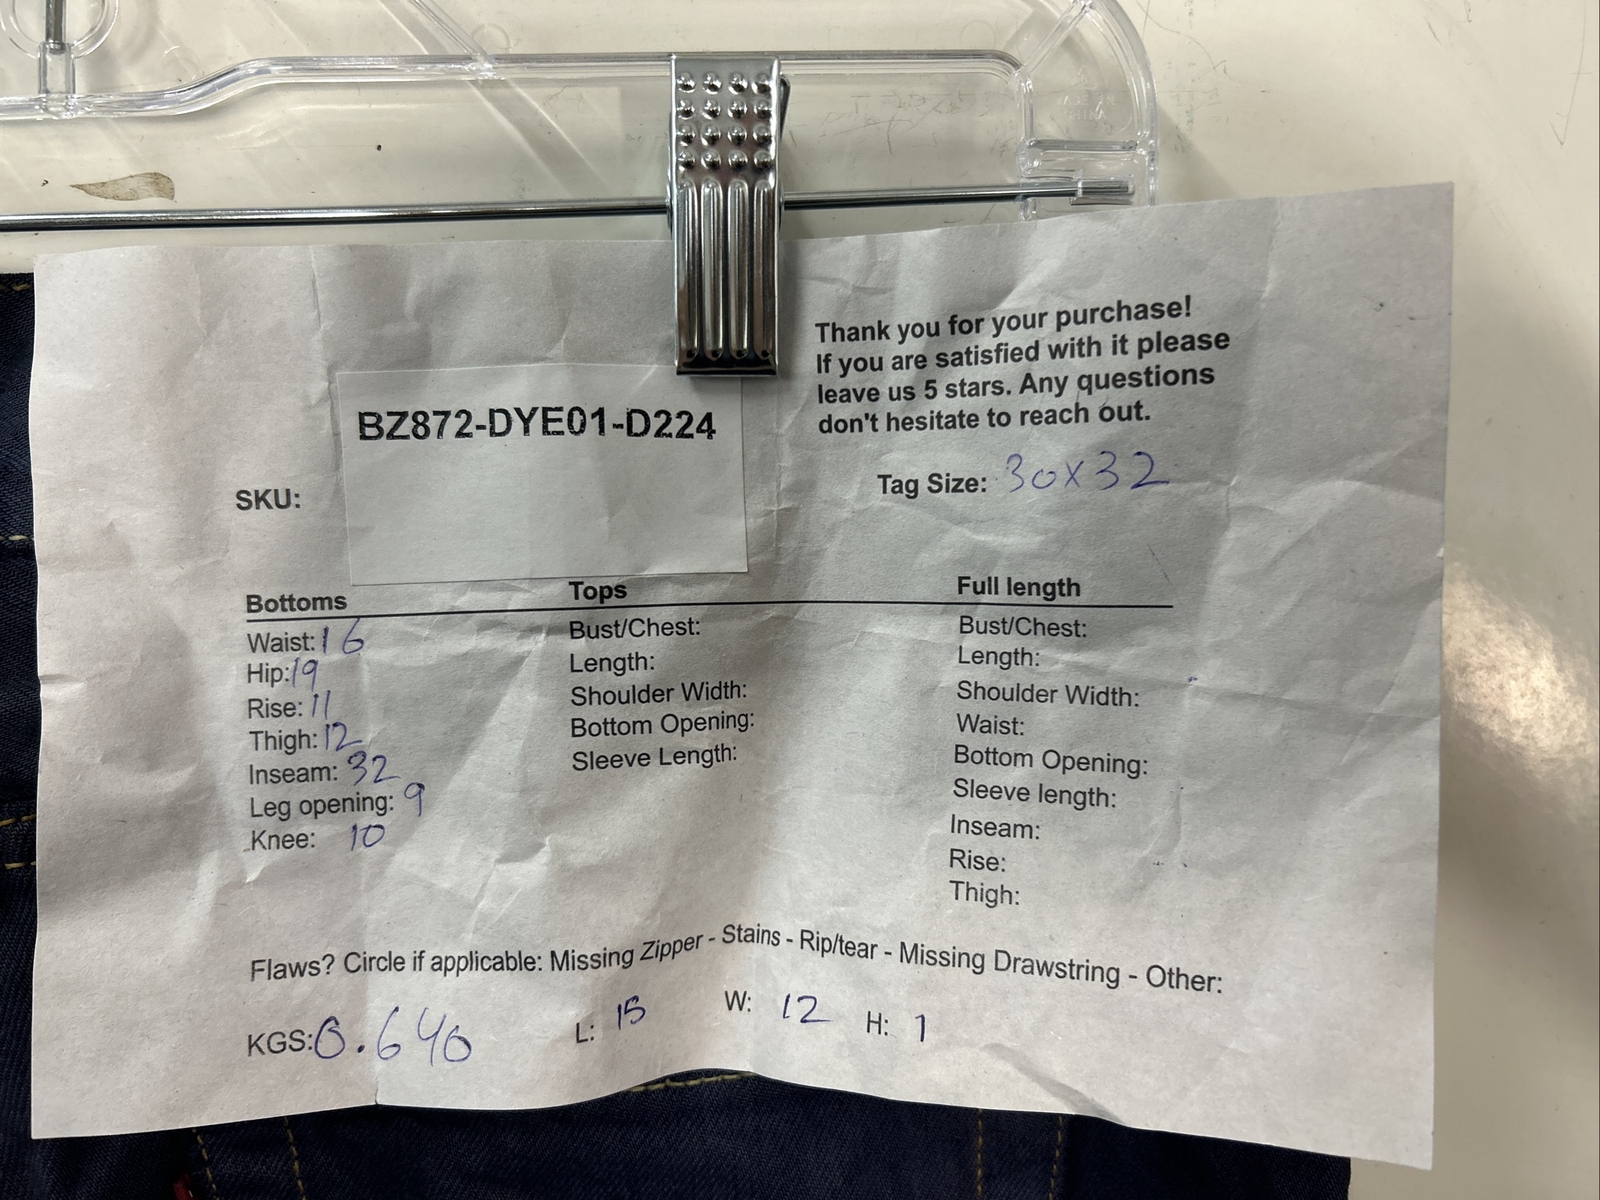 Thank you for your purchase!
If you are satisfied with it please
leave us 5 stars. Any questions
don't hesitate to reach out.
BZ872-DYE01-D224
SKU:
Tag Size: 30x32
Bottoms
Waist: 16
Hip: 19
Rise: 11
Thigh: 12
Inseam: 32
Leg opening: 9
Knee: 10
Tops
Bust/Chest:
Length:
Shoulder Width:
Bottom Opening:
Sleeve Length:
Full length
Bust/Chest:
Length:
Shoulder Width:
Waist:
Bottom Opening:
Sleeve length:
Inseam:
Rise:
Thigh:
Flaws? Circle if applicable: Missing Zipper - Stains - Rip/tear - Missing Drawstring - Other:
KGS: 0.640 L: 15 W: 12 H: 1